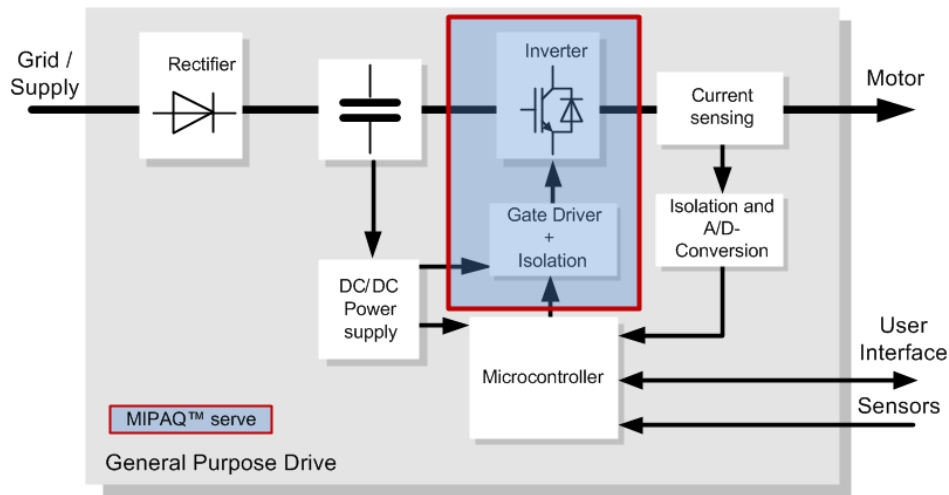 Grid /
Supply
Rectifier
Inverter
Current
sensing
Motor
Gate Driver
+
Isolation
Isolation and
A/D-
Conversion
DC/DC
Power
supply
Microcontroller
User
Interface
Sensors
MIPAQ™ serve
General Purpose Drive